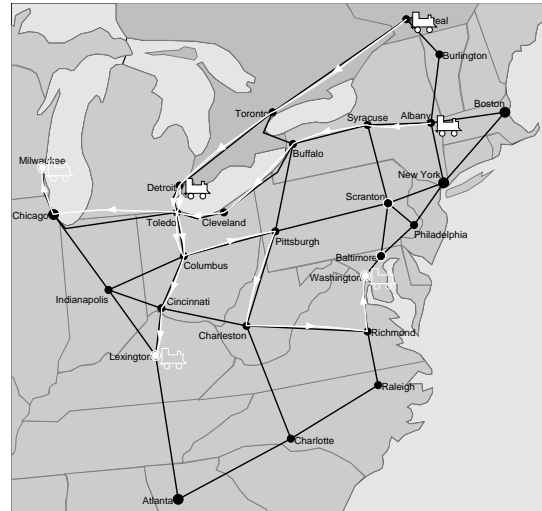 eal
Burlington
Boston
Toronto
Syracuse
Albany
Buffalo
Milwaukee
Detroit
New York
Scranton
Chicago
Toledo
Cleveland
Philadelphia
Pittsburgh
Baltimore
Columbus
Washington
Indianapolis
Cincinnati
Charleston
Richmond
Lexington
Raleigh
Charlotte
Atlanta